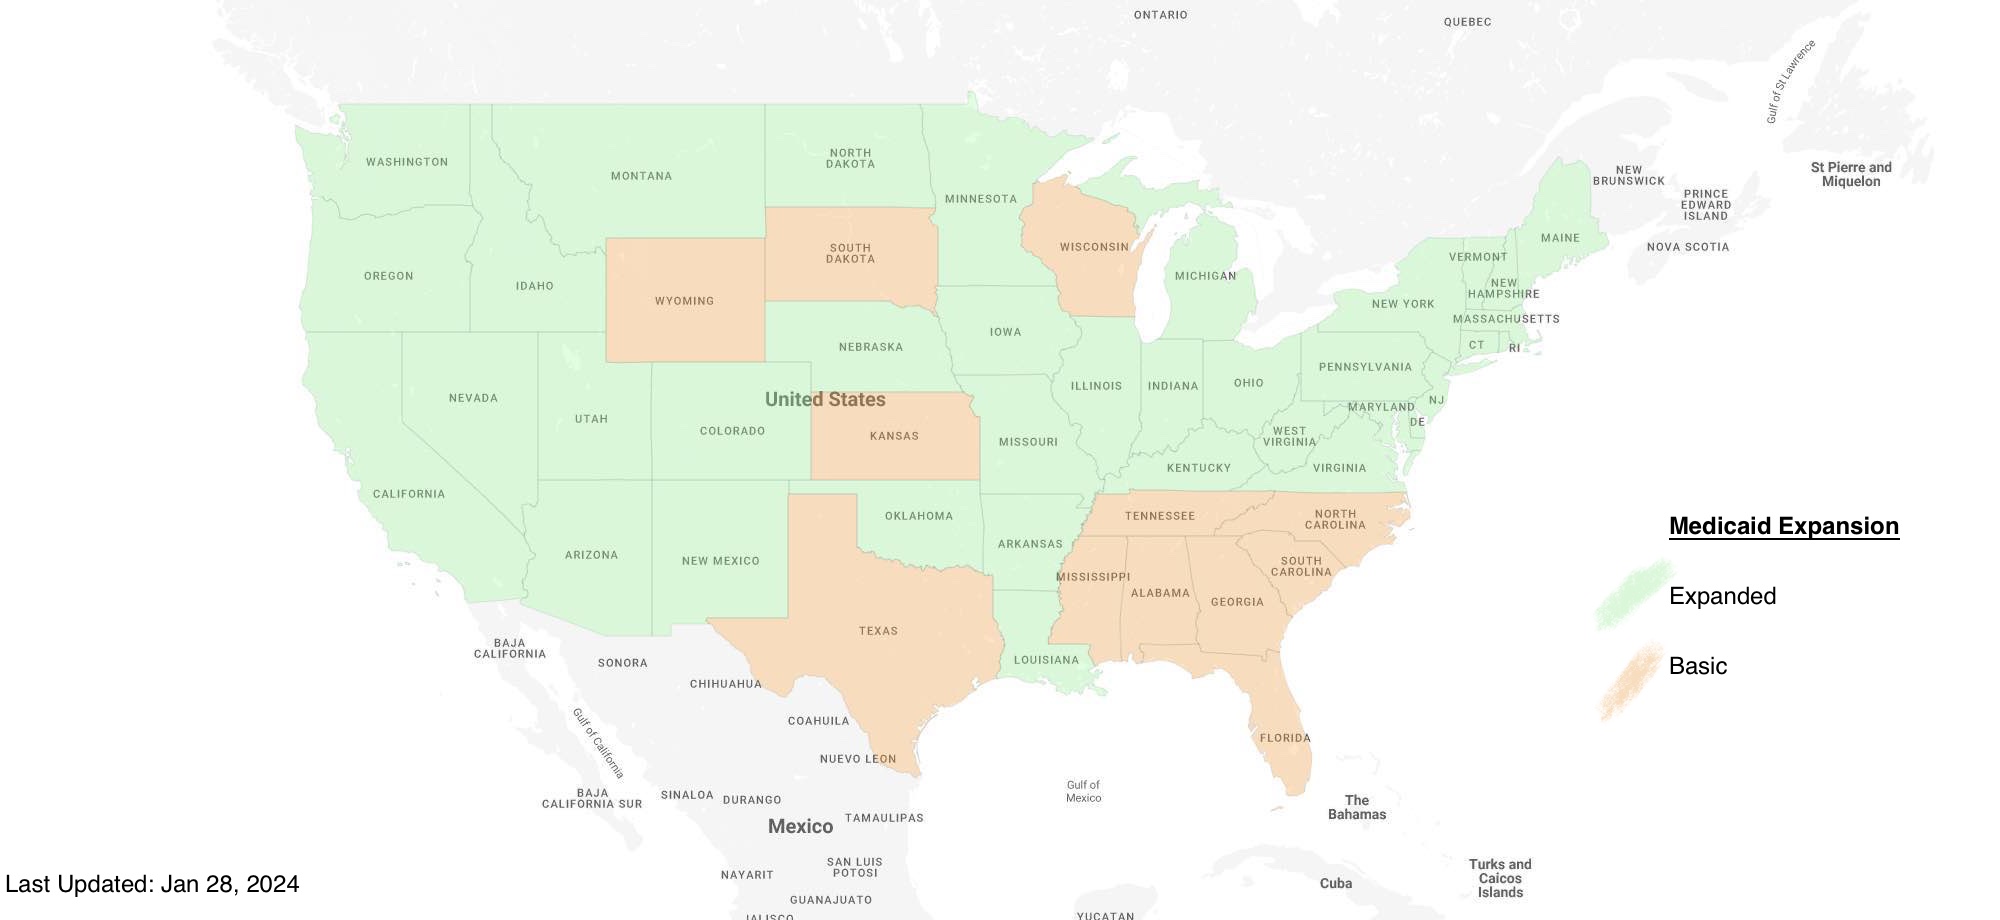 ONTARIO
QUEBEC
Gulf of St Lawrence
WASHINGTON
MONTANA
NORTH
DAKOTA
MINNESOTA
NEW
BRUNSWICK
St Pierre and
Miquelon
PRINCE
EDWARD
ISLAND
MAINE
NOVA SCOTIA
OREGON
IDAHO
SOUTH
DAKOTA
WISCONSIN
MICHIGAN
VERMONT
NEW
HAMPSHIRE
WYOMING
NEW YORK
MASSACHUSETTS
IOWA
NEBRASKA
CT
RI
PENNSYLVANIA
NEVADA
UTAH
United States
COLORADO
ILLINOIS
INDIANA
OHIO
MARYLAND
NJ
DE
KANSAS
MISSOURI
WEST
VIRGINIA
KENTUCKY
VIRGINIA
CALIFORNIA
ARIZONA
NEW MEXICO
OKLAHOMA
ARKANSAS
TENNESSEE
NORTH
CAROLINA
SOUTH
CAROLINA
MISSISSIPPI
ALABAMA
GEORGIA
TEXAS
LOUISIANA
FLORIDA
Medicaid Expansion
Expanded
Basic
BAJA
CALIFORNIA
SONORA
CHIHUAHUA
COAHUILA
Gulf of California
NUEVO LEON
BAJA
CALIFORNIA SUR
SINALOA
DURANGO
TAMAULIPAS
Mexico
Gulf of
Mexico
The
Bahamas
SAN LUIS
POTOSI
NAYARIT
GUANAJUATO
JALISCO
YUCATAN
Cuba
Turks and
Caicos
Islands
Last Updated: Jan 28, 2024